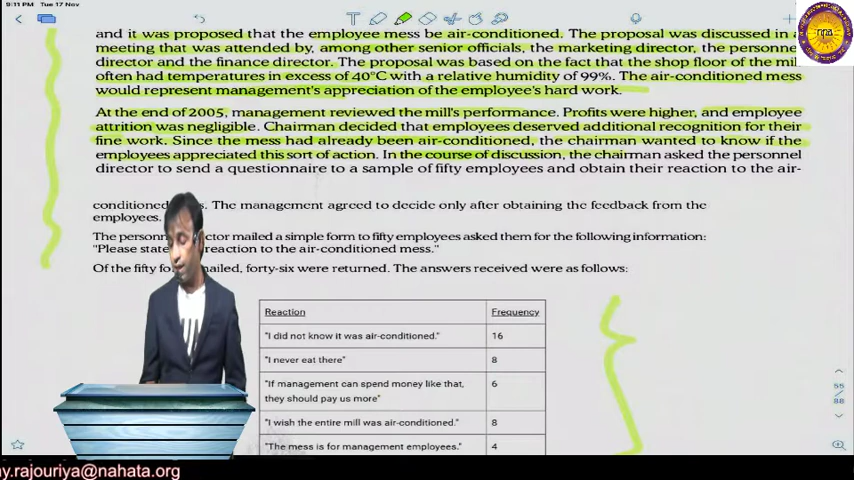 9:11 PM Tue 17 Nov
and it was proposed that the employee mess be air-conditioned. The proposal was discussed in a
meeting that was attended by, among other senior officials, the marketing director, the personne
director and the finance director. The proposal was based on the fact that the shop floor of the mil
often had temperatures in excess of 40°C with a relative humidity of 99%. The air-conditioned mess
would represent management's appreciation of the employee's hard work.
At the end of 2005, management reviewed the mill's performance. Profits were higher, and employee
attrition was negligible. Chairman decided that employees deserved additional recognition for their
fine work. Since the mess had already been air-conditioned, the chairman wanted to know if the
employees appreciated this sort of action. In the course of discussion, the chairman asked the personnel
director to send a questionnaire to a sample of fifty employees and obtain their reaction to the air-
conditioned s. The management agreed to decide only after obtaining the feedback from the
employees.
The person ctor mailed a simple form to fifty employees asked them for the following information:
"Please state reaction to the air-conditioned mess."
Of the fifty fo mailed, forty-six were returned. The answers received were as follows:
Reaction Frequency
"I did not know it was air-conditioned." 16
"I never eat there" 8
"If management can spend money like that, 6
they should pay us more"
"I wish the entire mill was air-conditioned." 8
"The mess is for management employees." 4
55
88
ay.rajouriya@nahata.org